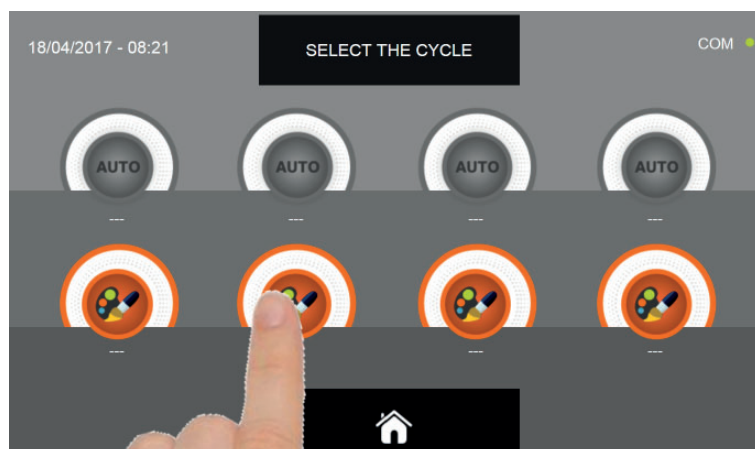 18/04/2017 - 08:21
SELECT THE CYCLE
COM
AUTO AUTO AUTO AUTO
--- --- --- ---
--- --- ---